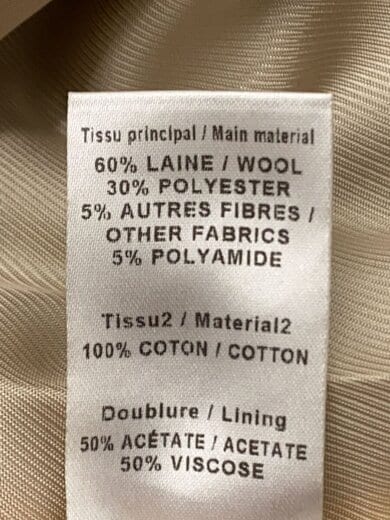 Tissu principal / Main material
60% LAINE / WOOL
30% POLYESTER
5% AUTRES FIBRES /
OTHER FABRICS
5% POLYAMIDE
Tissu2 / Material2
100% COTON / COTTON
Doublure / Lining
50% ACÉTATE / ACETATE
50% VISCOSE